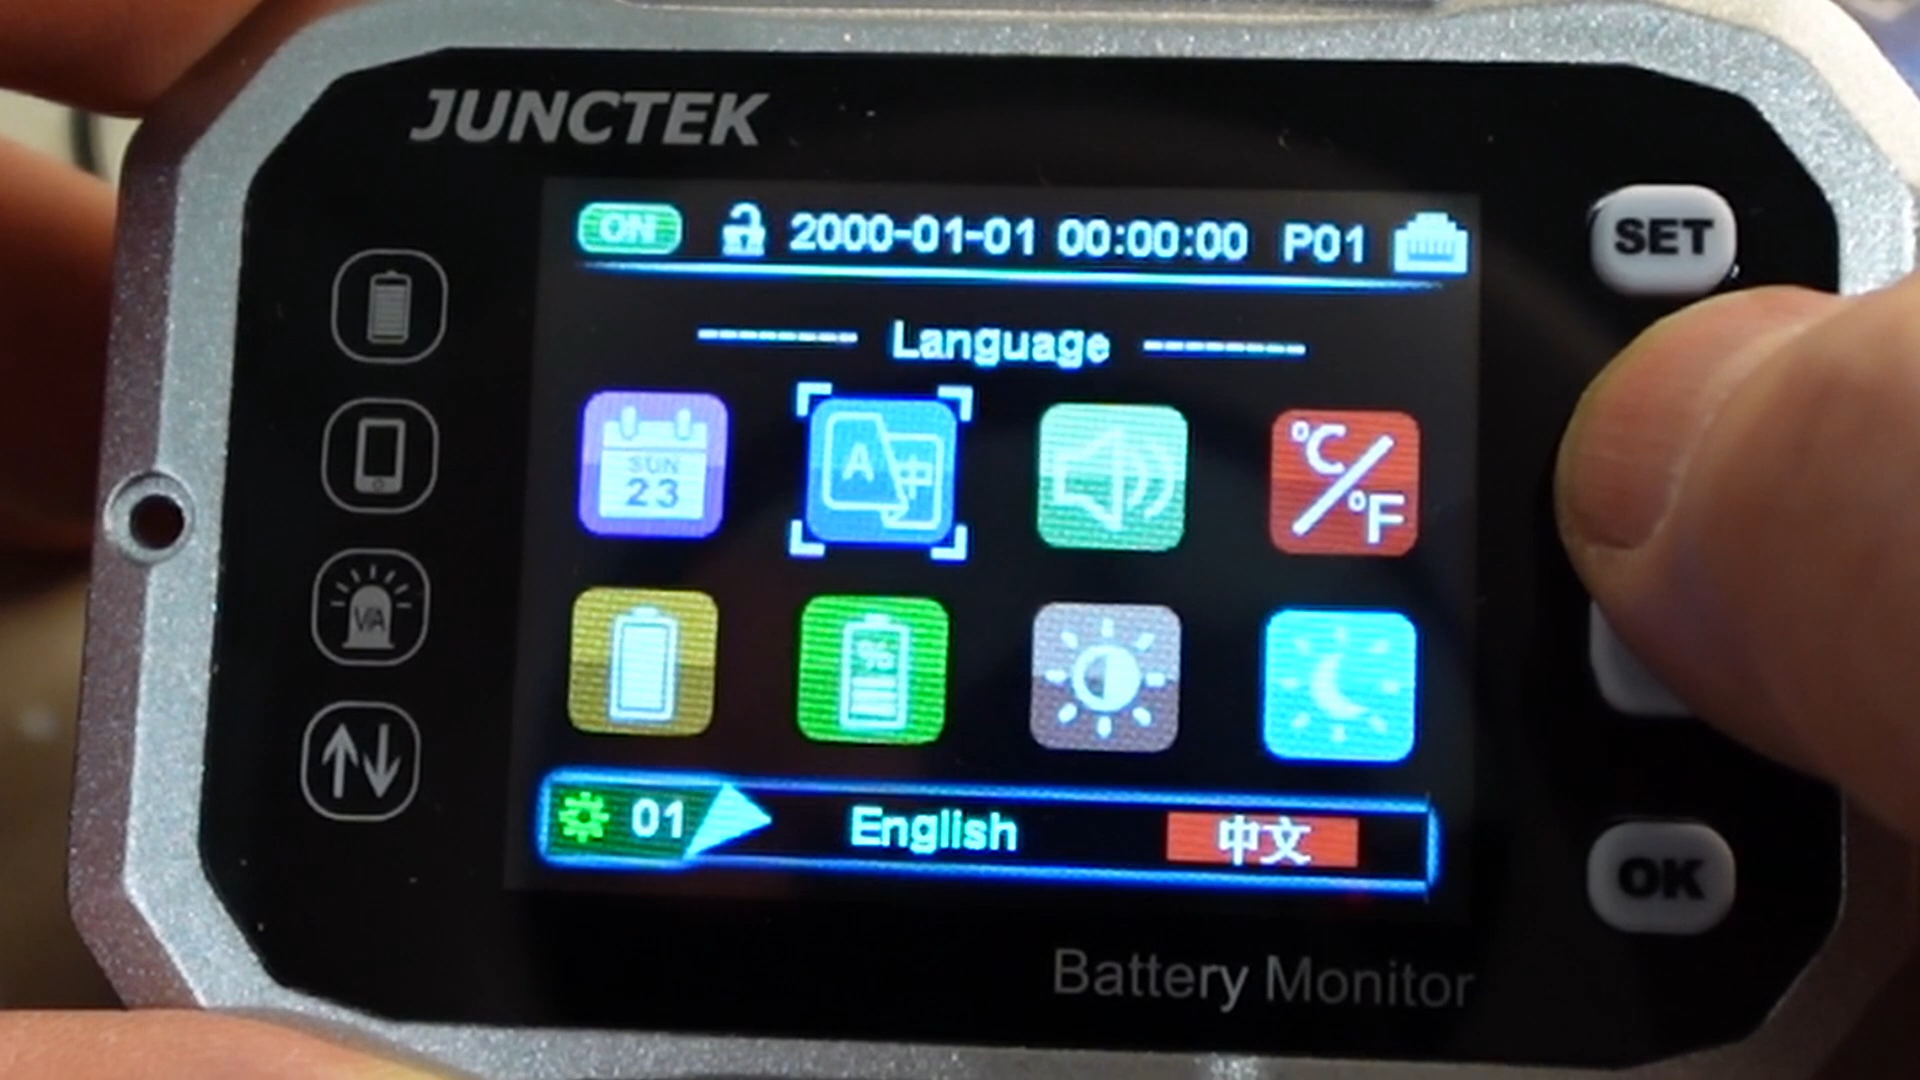 JUNCTEK
ON 2000-01-01 00:00:00 P01
SET
Language
SUN
23
A 中
°C/°F
%
V/A
01 English 中文
OK
Battery Monitor